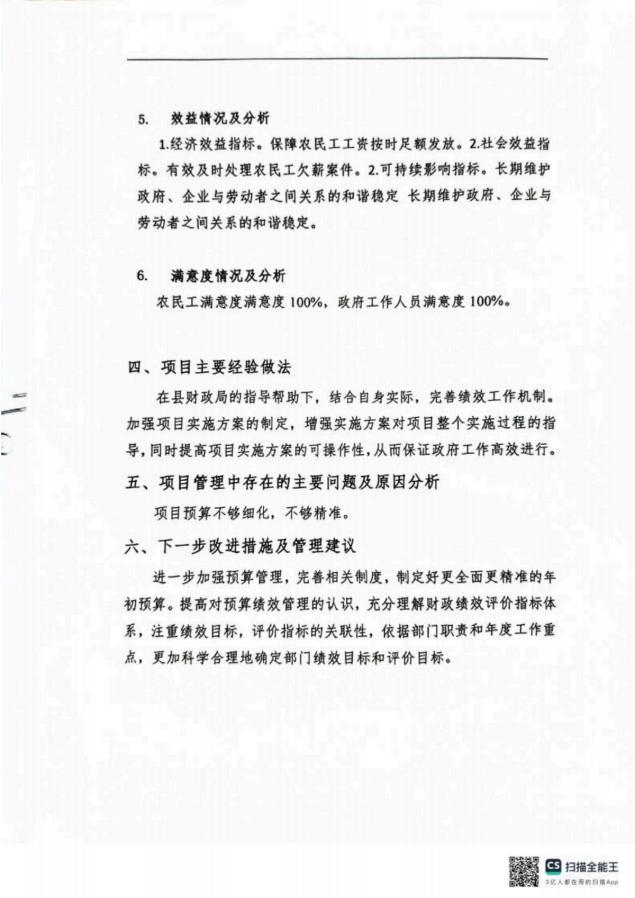 5. 效益情况及分析
1.经济效益指标。保障农民工工资按时足额发放。2.社会效益指
标。有效及时处理农民工欠薪案件。2.可持续影响指标。长期维护
政府、企业与劳动者之间关系的和谐稳定 长期维护政府、企业与
劳动者之间关系的和谐稳定。
6. 满意度情况及分析
农民工满意度满意度 100%，政府工作人员满意度 100%。
四、项目主要经验做法
在县财政局的指导帮助下，结合自身实际，完善绩效工作机制。
加强项目实施方案的制定，增强实施方案对项目整个实施过程的指
导,同时提高项目实施方案的可操作性,从而保证政府工作高效进行。
五、项目管理中存在的主要问题及原因分析
项目预算不够细化，不够精准。
六、下一步改进措施及管理建议
进一步加强预算管理，完善相关制度，制定好更全面更精准的年
初预算。提高对预算绩效管理的认识，充分理解财政绩效评价指标体
系，注重绩效目标，评价指标的关联性，依据部门职责和年度工作重
点，更加科学合理地确定部门绩效目标和评价目标。
CS 扫描全能王
3亿人都在用的扫描App